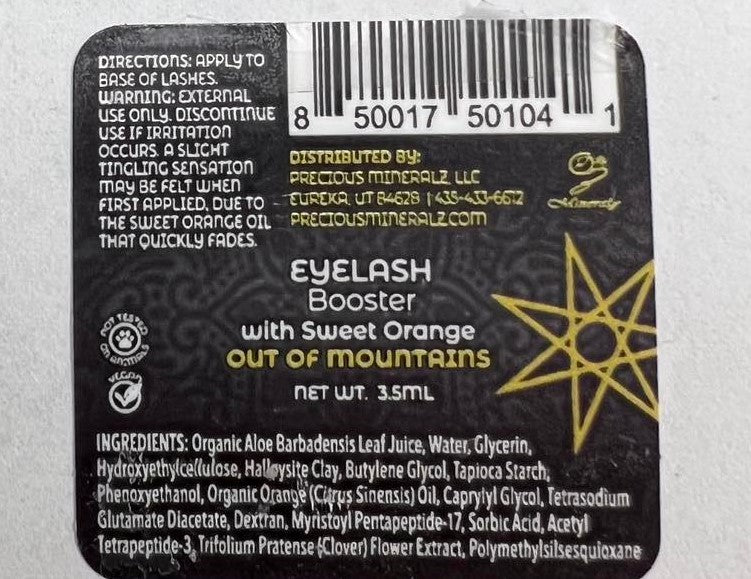 DIRECTIONS: APPLY TO
BASE OF LASHES.
WARNING: EXTERNAL
USE ONLY. DISCONTINUE
USE IF IRRITATION
OCCURS. A SLIGHT
TINGLING SENSATION
MAY BE FELT WHEN
FIRST APPLIED, DUE TO
THE SWEET ORANGE OIL
THAT QUICKLY FADES.
8 50017 50104 1
DISTRIBUTED BY:
PRECIOUS MINERALZ, LLC
EUREKA, UT 84628 | 435-433-6612
PRECIOUSMINERALZ.COM
EYELASH
Booster
with Sweet Orange
OUT OF MOUNTAINS
NET WT. 3.5ML
NOT TESTED
ON ANIMALS
VEGAN
INGREDIENTS: Organic Aloe Barbadensis Leaf Juice, Water, Glycerin,
Hydroxyethylcellulose, Halloysite Clay, Butylene Glycol, Tapioca Starch,
Phenoxyethanol, Organic Orange (Citrus Sinensis) Oil, Caprylyl Glycol, Tetrasodium
Glutamate Diacetate, Dextran, Myristoyl Pentapeptide-17, Sorbic Acid, Acetyl
Tetrapeptide-3, Trifolium Pratense (Clover) Flower Extract, Polymethylsilsesquioxane